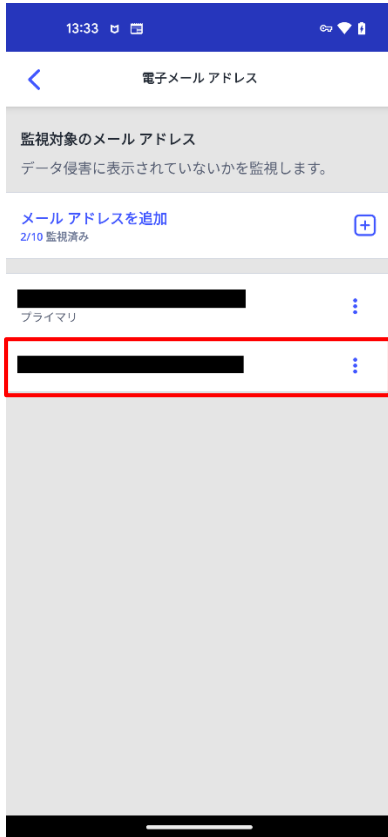 13:33
電子メール アドレス
監視対象のメール アドレス
データ侵害に表示されていないかを監視します。
メール アドレスを追加
2/10 監視済み
プライマリ